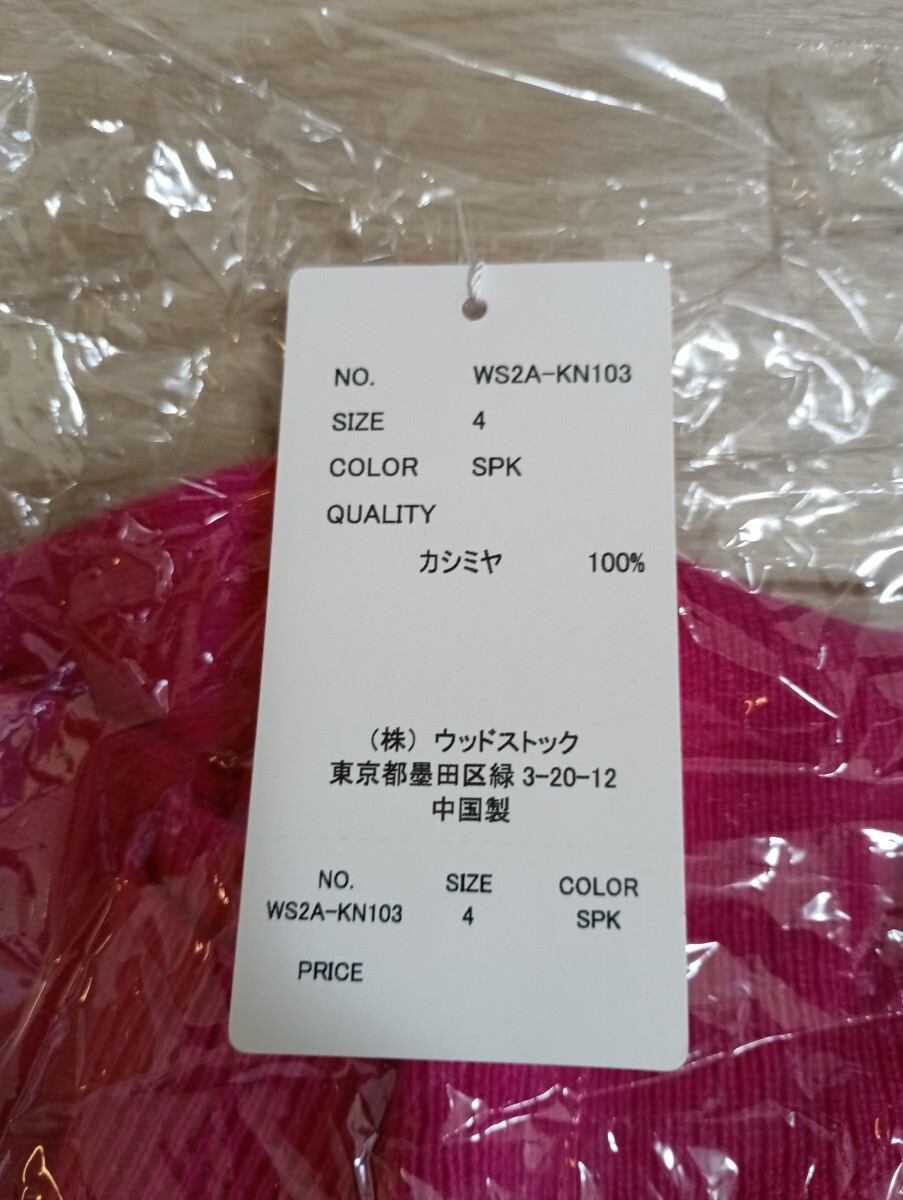 NO. WS2A-KN103
SIZE 4
COLOR SPK
QUALITY
カシミヤ 100%
（株）ウッドストック
東京都墨田区緑 3-20-12
中国製
NO. SIZE COLOR
WS2A-KN103 4 SPK
PRICE